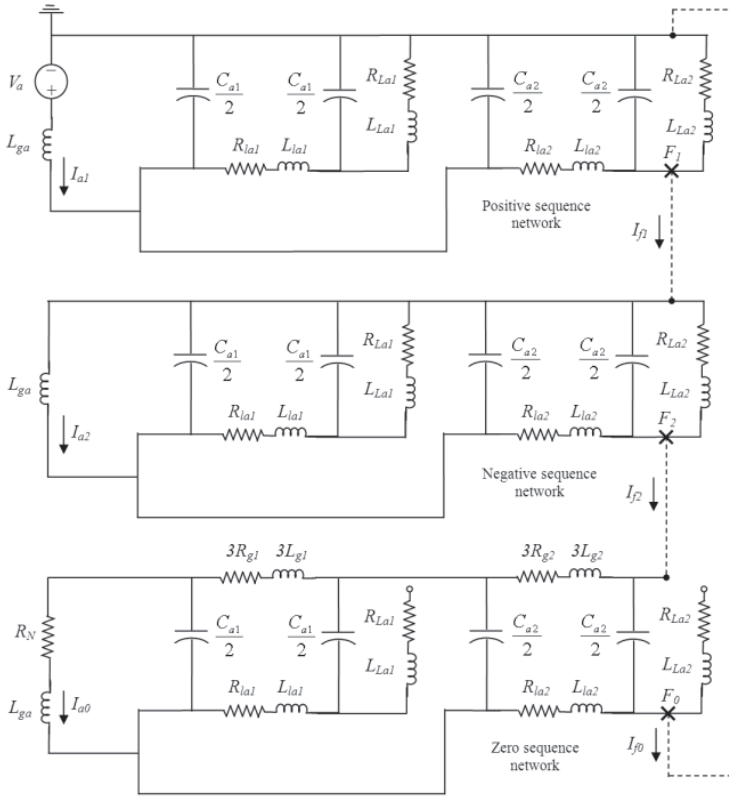 V_a
− +
L_ga
I_a1
C_a1/2
C_a1/2
R_La1
L_La1
R_la1 L_la1
C_a2/2
C_a2/2
R_La2
L_La2
R_la2 L_la2
F_1
Positive sequence
network
I_f1
L_ga
I_a2
C_a1/2
C_a1/2
R_La1
L_La1
R_la1 L_la1
C_a2/2
C_a2/2
R_La2
L_La2
R_la2 L_la2
F_2
Negative sequence
network
I_f2
3R_g1 3L_g1
3R_g2 3L_g2
R_N
L_ga
I_a0
C_a1/2
C_a1/2
R_La1
L_La1
R_la1 L_la1
C_a2/2
C_a2/2
R_La2
L_La2
R_la2 L_la2
F_0
Zero sequence
network
I_f0